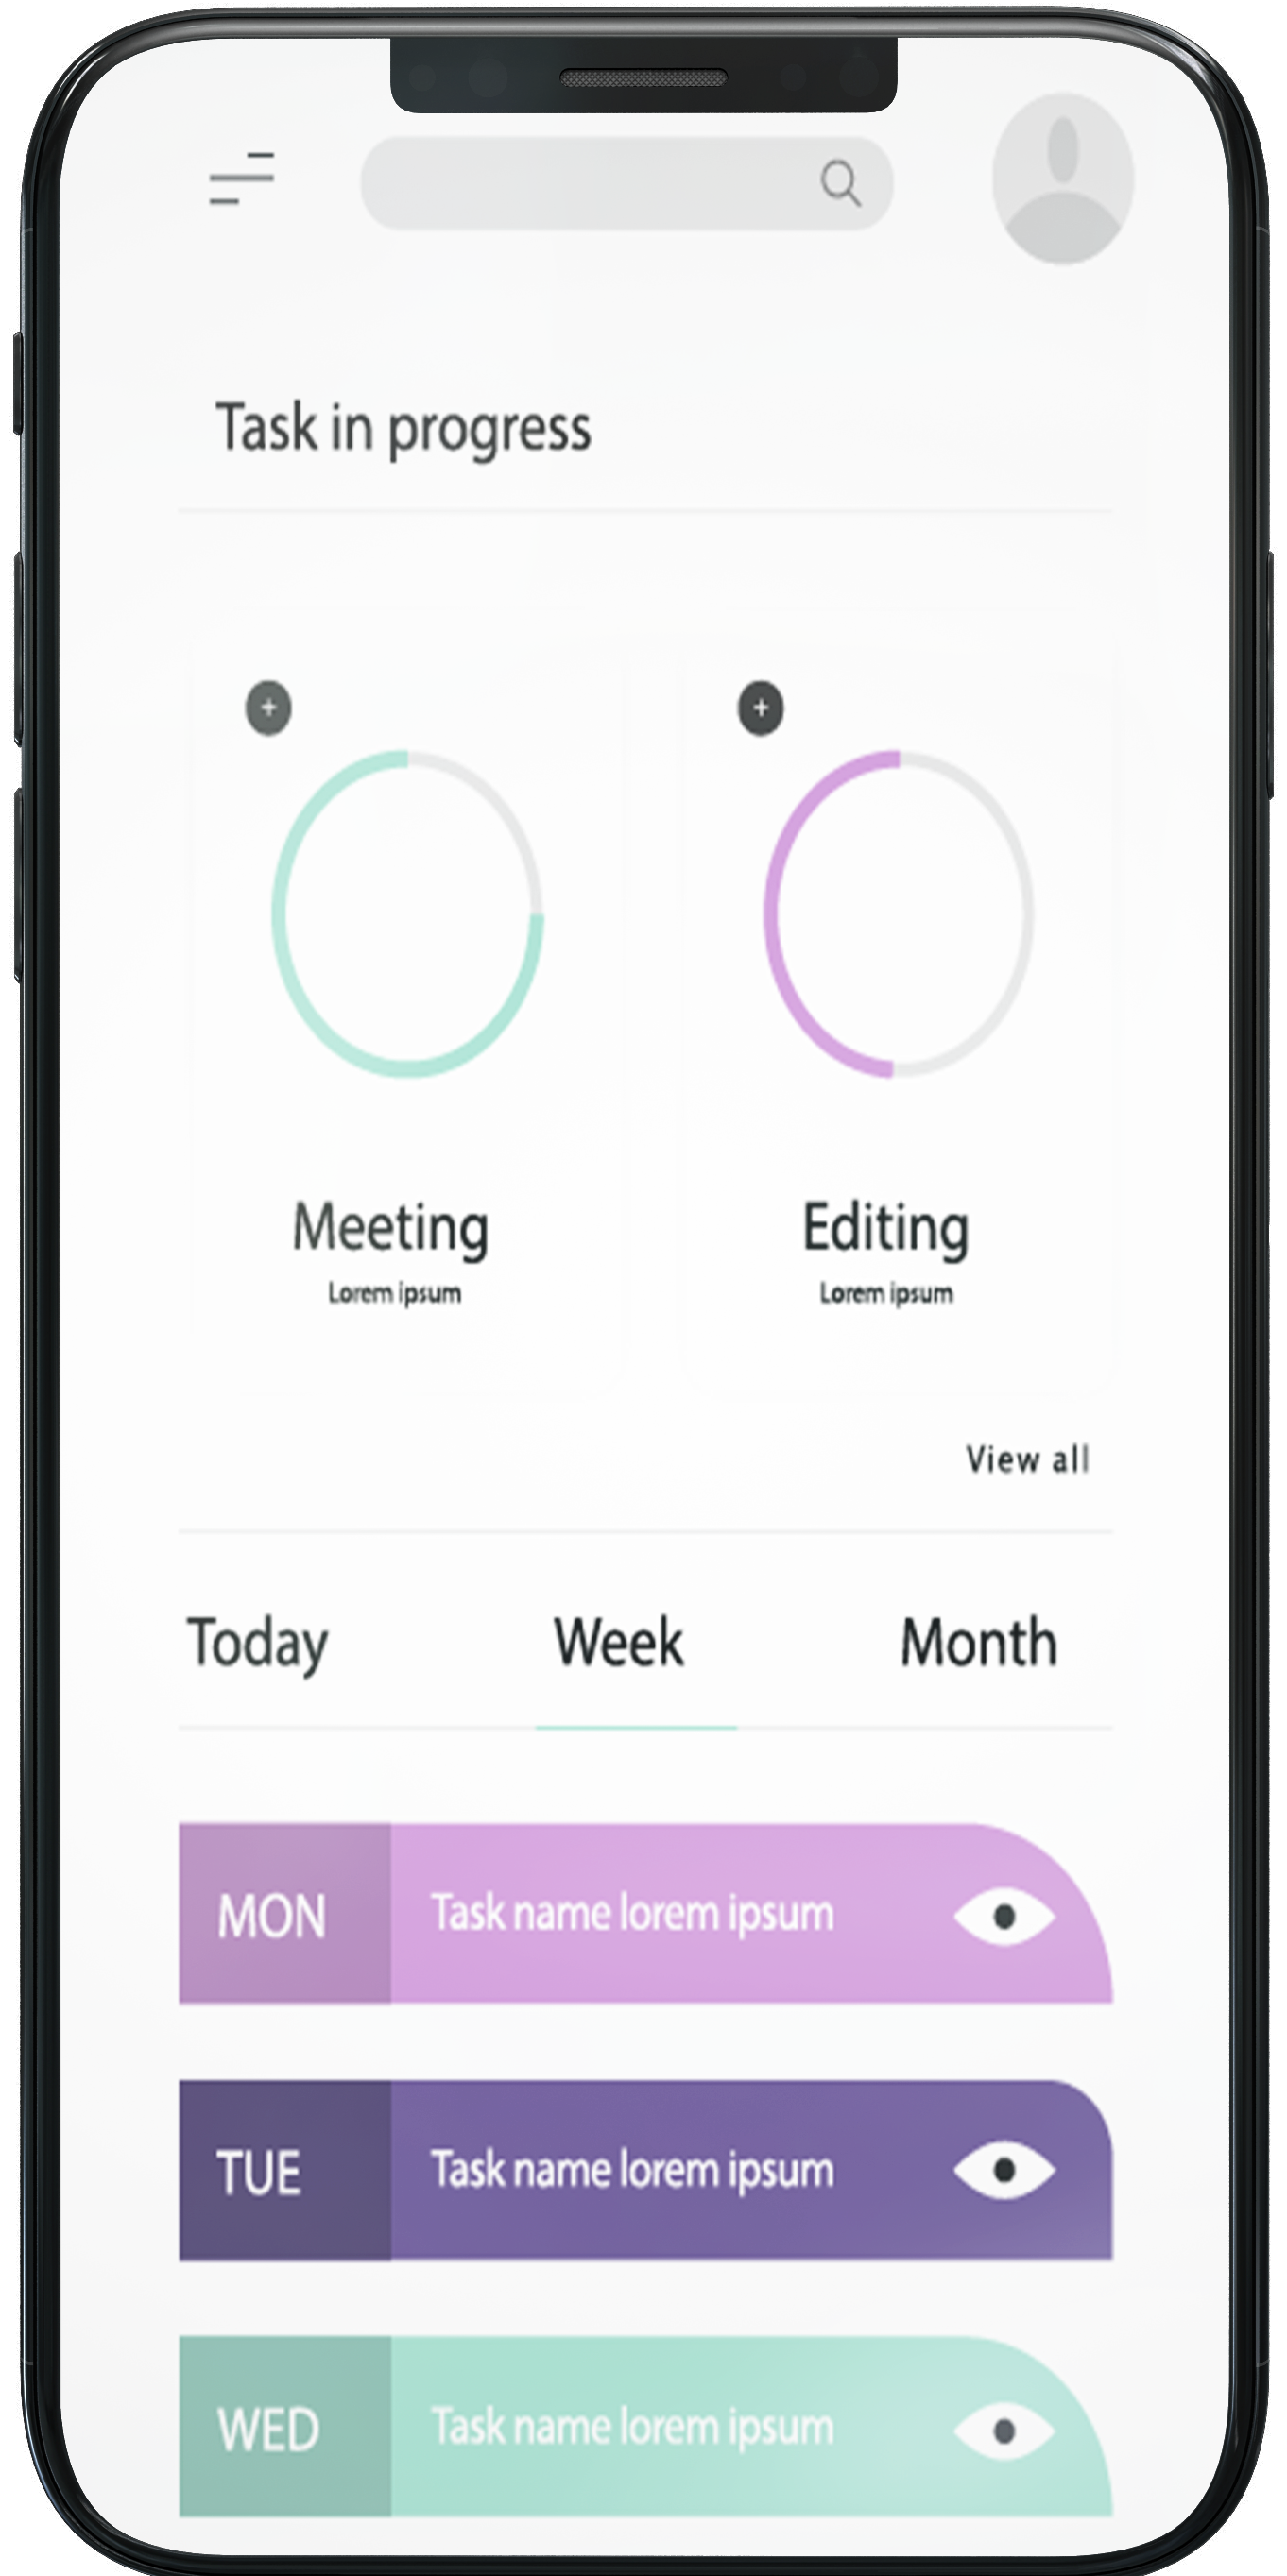 Task in progress
+ +
Meeting Editing
Lorem ipsum Lorem ipsum
View all
Today Week Month
MON Task name lorem ipsum
TUE Task name lorem ipsum
WED Task name lorem ipsum